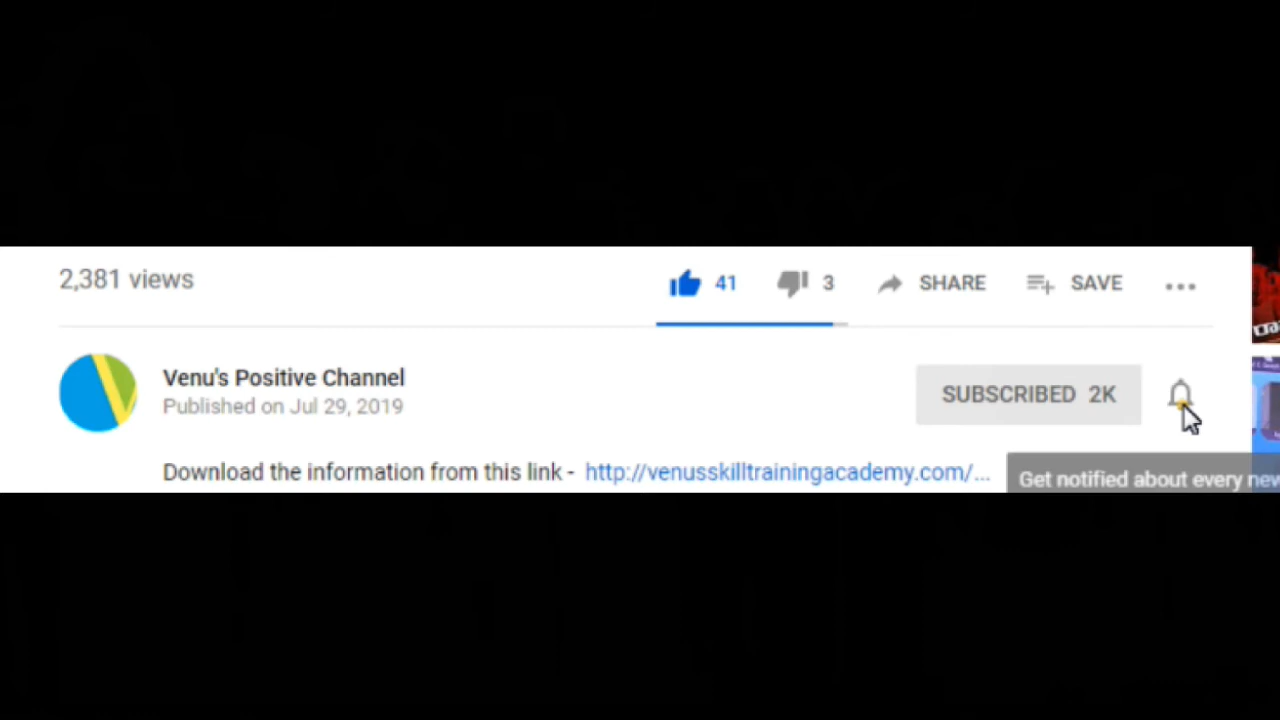 2,381 views
41 3 SHARE SAVE
Venu's Positive Channel
Published on Jul 29, 2019
SUBSCRIBED 2K
Download the information from this link - http://venusskilltrainingacademy.com/...
Get notified about every new